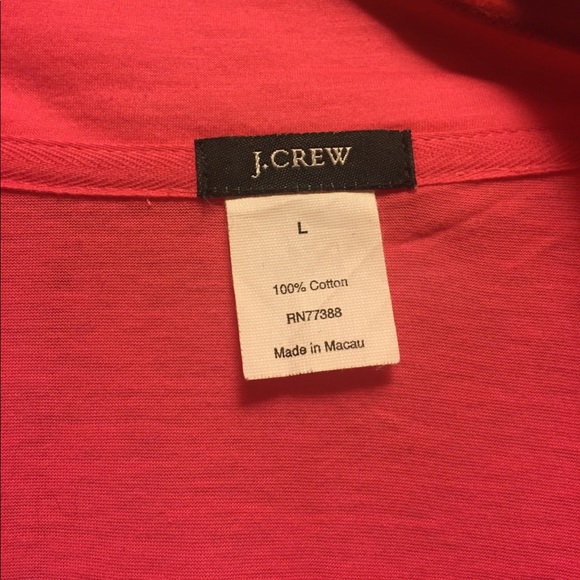 J.CREW
L
100% Cotton
RN77388
Made in Macau